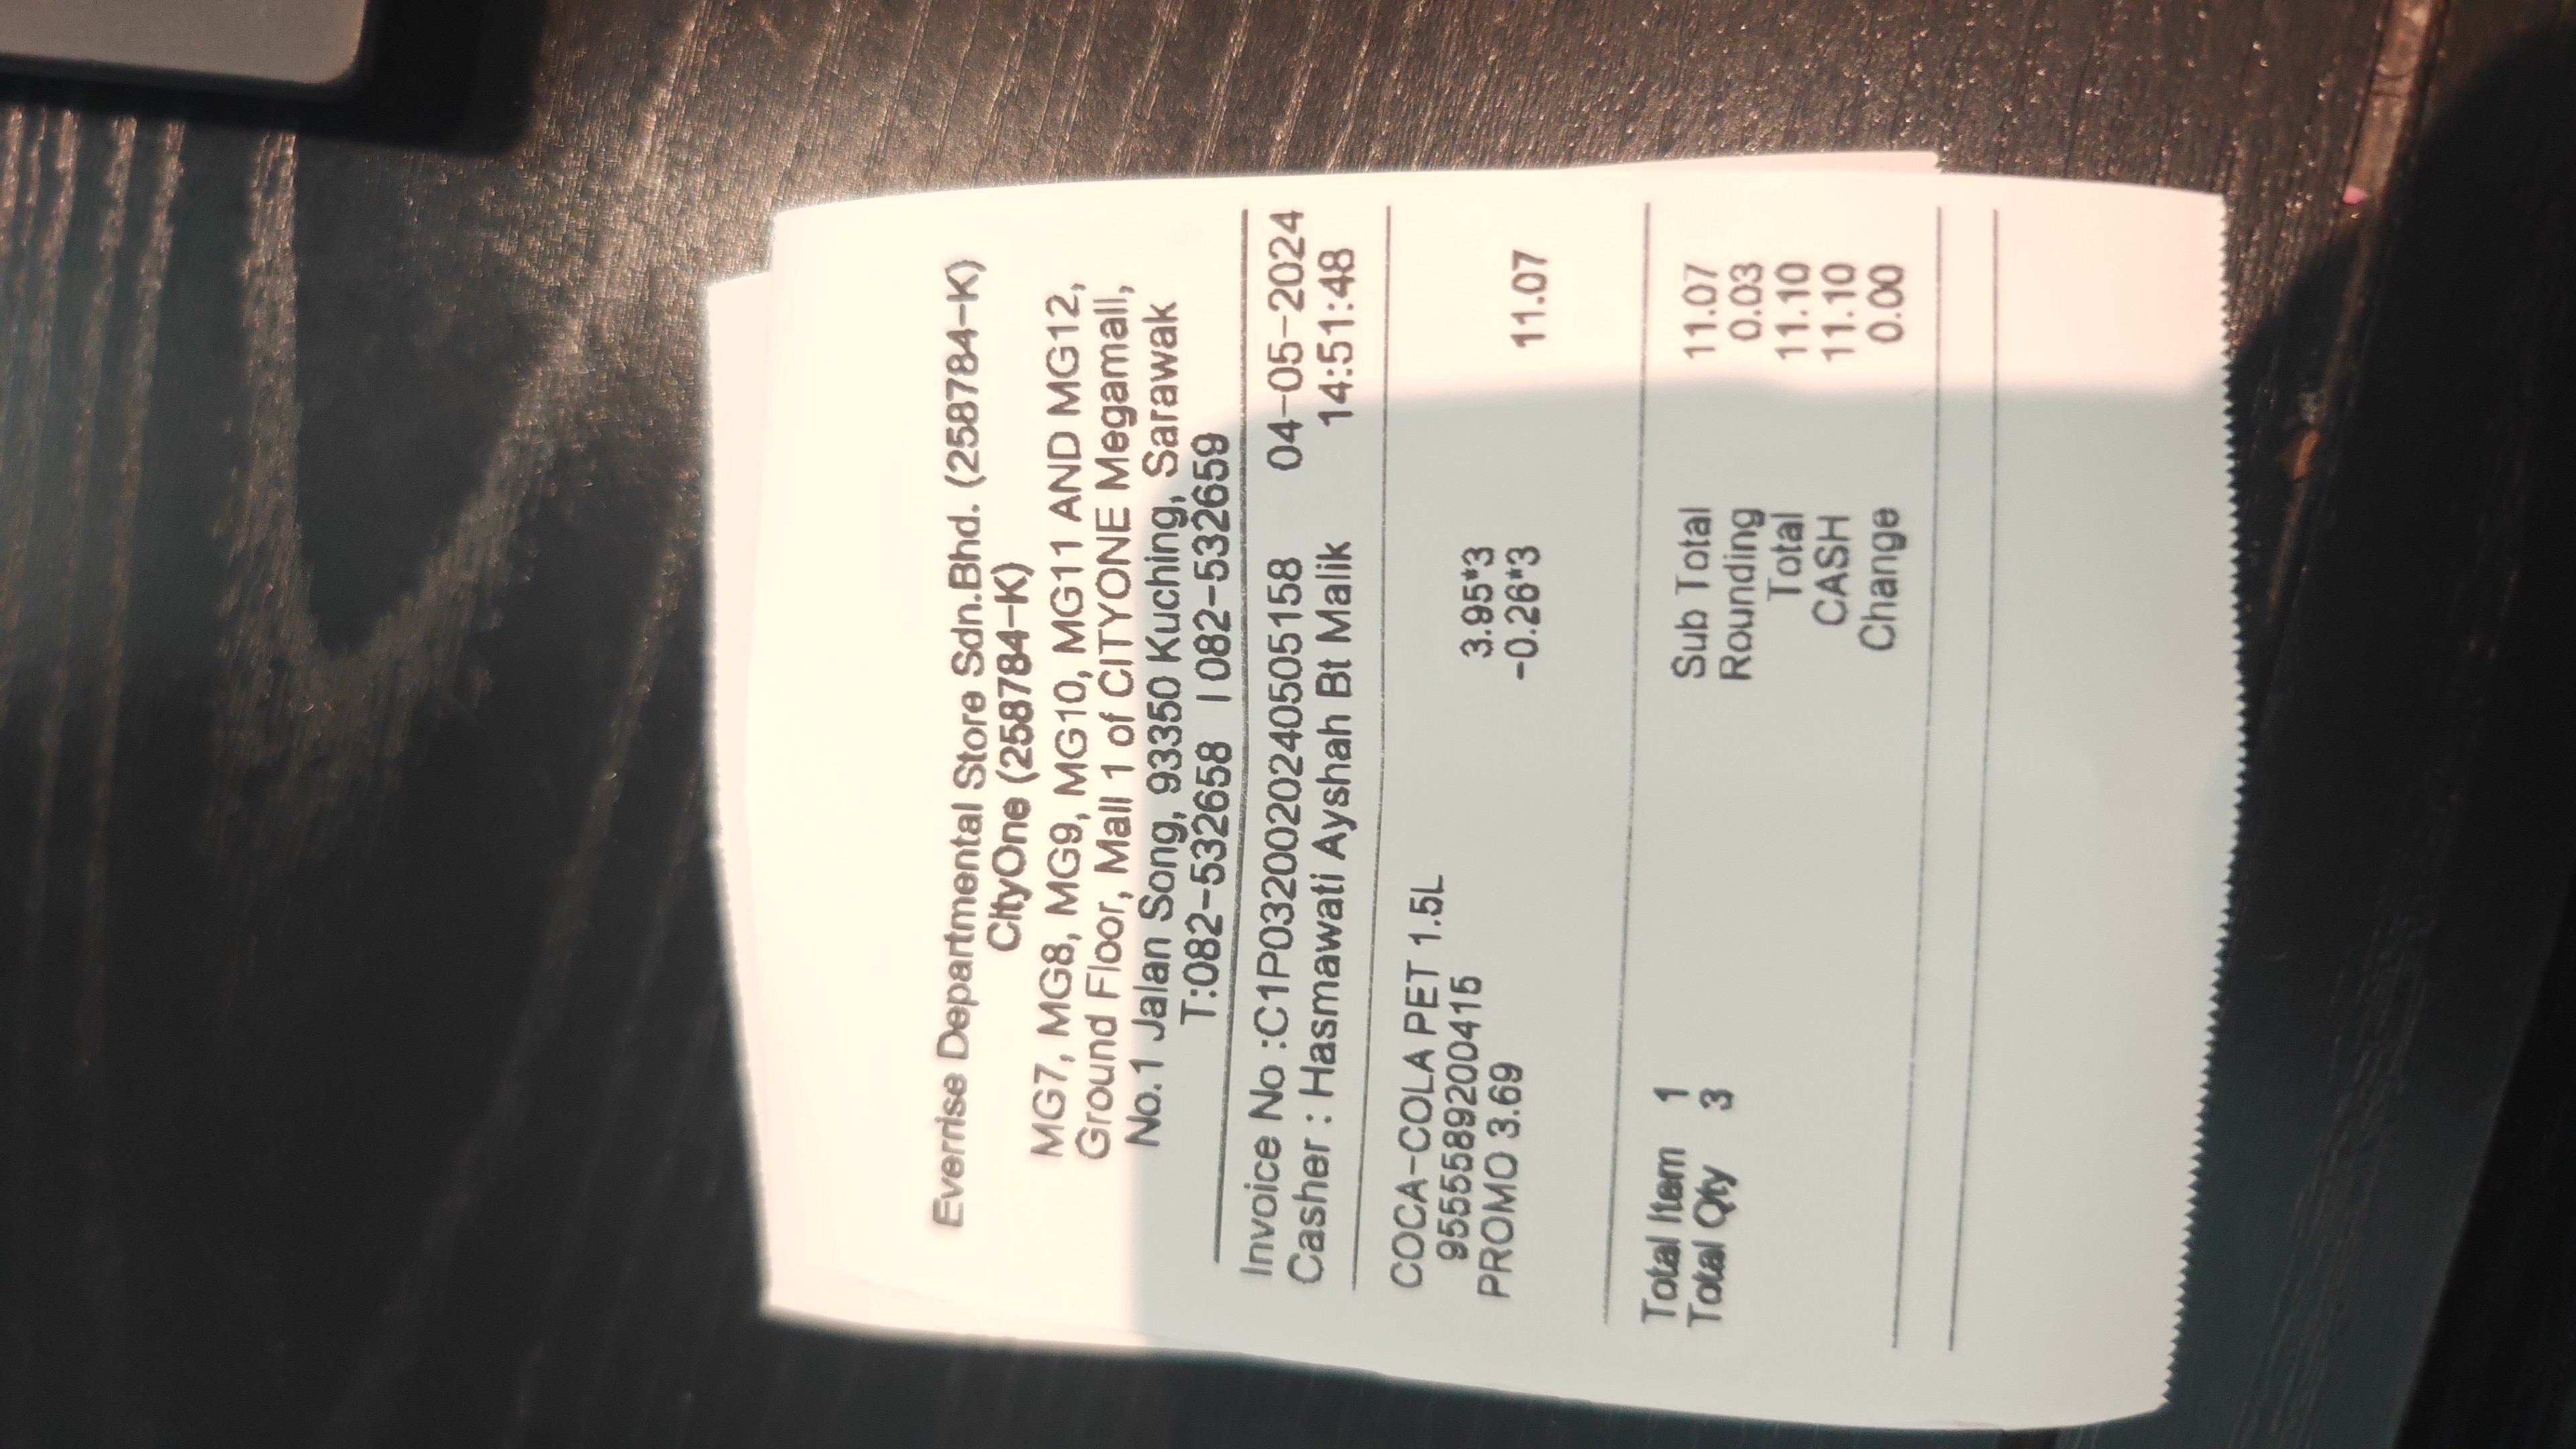 Everrise Departmental Store Sdn.Bhd. (258784-K)
CityOne (258784-K)
MG7, MG8, MG9, MG10, MG11 AND MG12,
Ground Floor, Mall 1 of CITYONE Megamall,
No.1 Jalan Song, 93350 Kuching, Sarawak
T:082-532658 | 082-532659
Invoice No :C1P0320020240505158 04-05-2024
Casher : Hasmawati Ayshah Bt Malik 14:51:48
COCA-COLA PET 1.5L
9555589200415 3.95*3
PROMO 3.69 -0.26*3 11.07
Total Item 1
Total Qty 3
Sub Total 11.07
Rounding 0.03
Total 11.10
CASH 11.10
Change 0.00